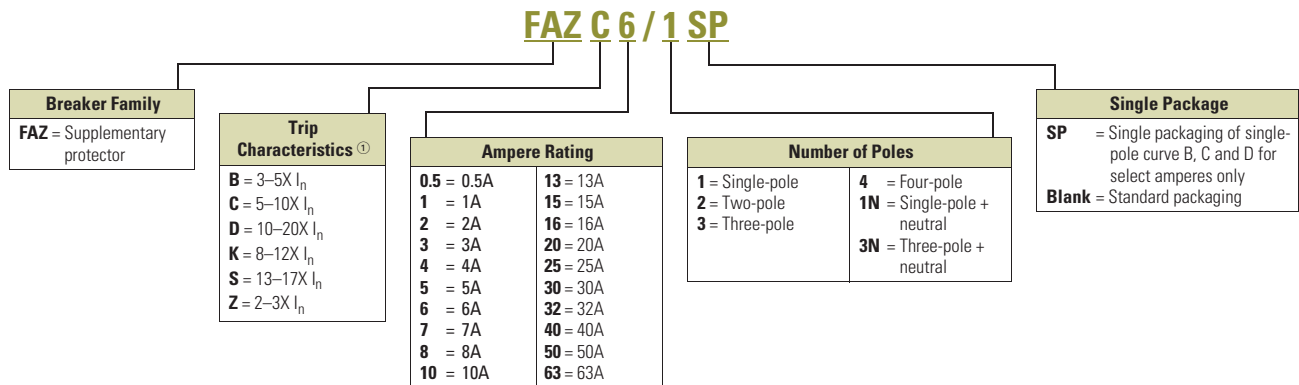 FAZ C 6 / 1 SP
Breaker Family
FAZ = Supplementary
protector
Trip
Characteristics ①
B = 3–5X In
C = 5–10X In
D = 10–20X In
K = 8–12X In
S = 13–17X In
Z = 2–3X In
Ampere Rating
0.5 = 0.5A
1 = 1A
2 = 2A
3 = 3A
4 = 4A
5 = 5A
6 = 6A
7 = 7A
8 = 8A
10 = 10A
13 = 13A
15 = 15A
16 = 16A
20 = 20A
25 = 25A
30 = 30A
32 = 32A
40 = 40A
50 = 50A
63 = 63A
Number of Poles
1 = Single-pole
2 = Two-pole
3 = Three-pole
4 = Four-pole
1N = Single-pole +
neutral
3N = Three-pole +
neutral
Single Package
SP = Single packaging of single-
pole curve B, C and D for
select amperes only
Blank = Standard packaging